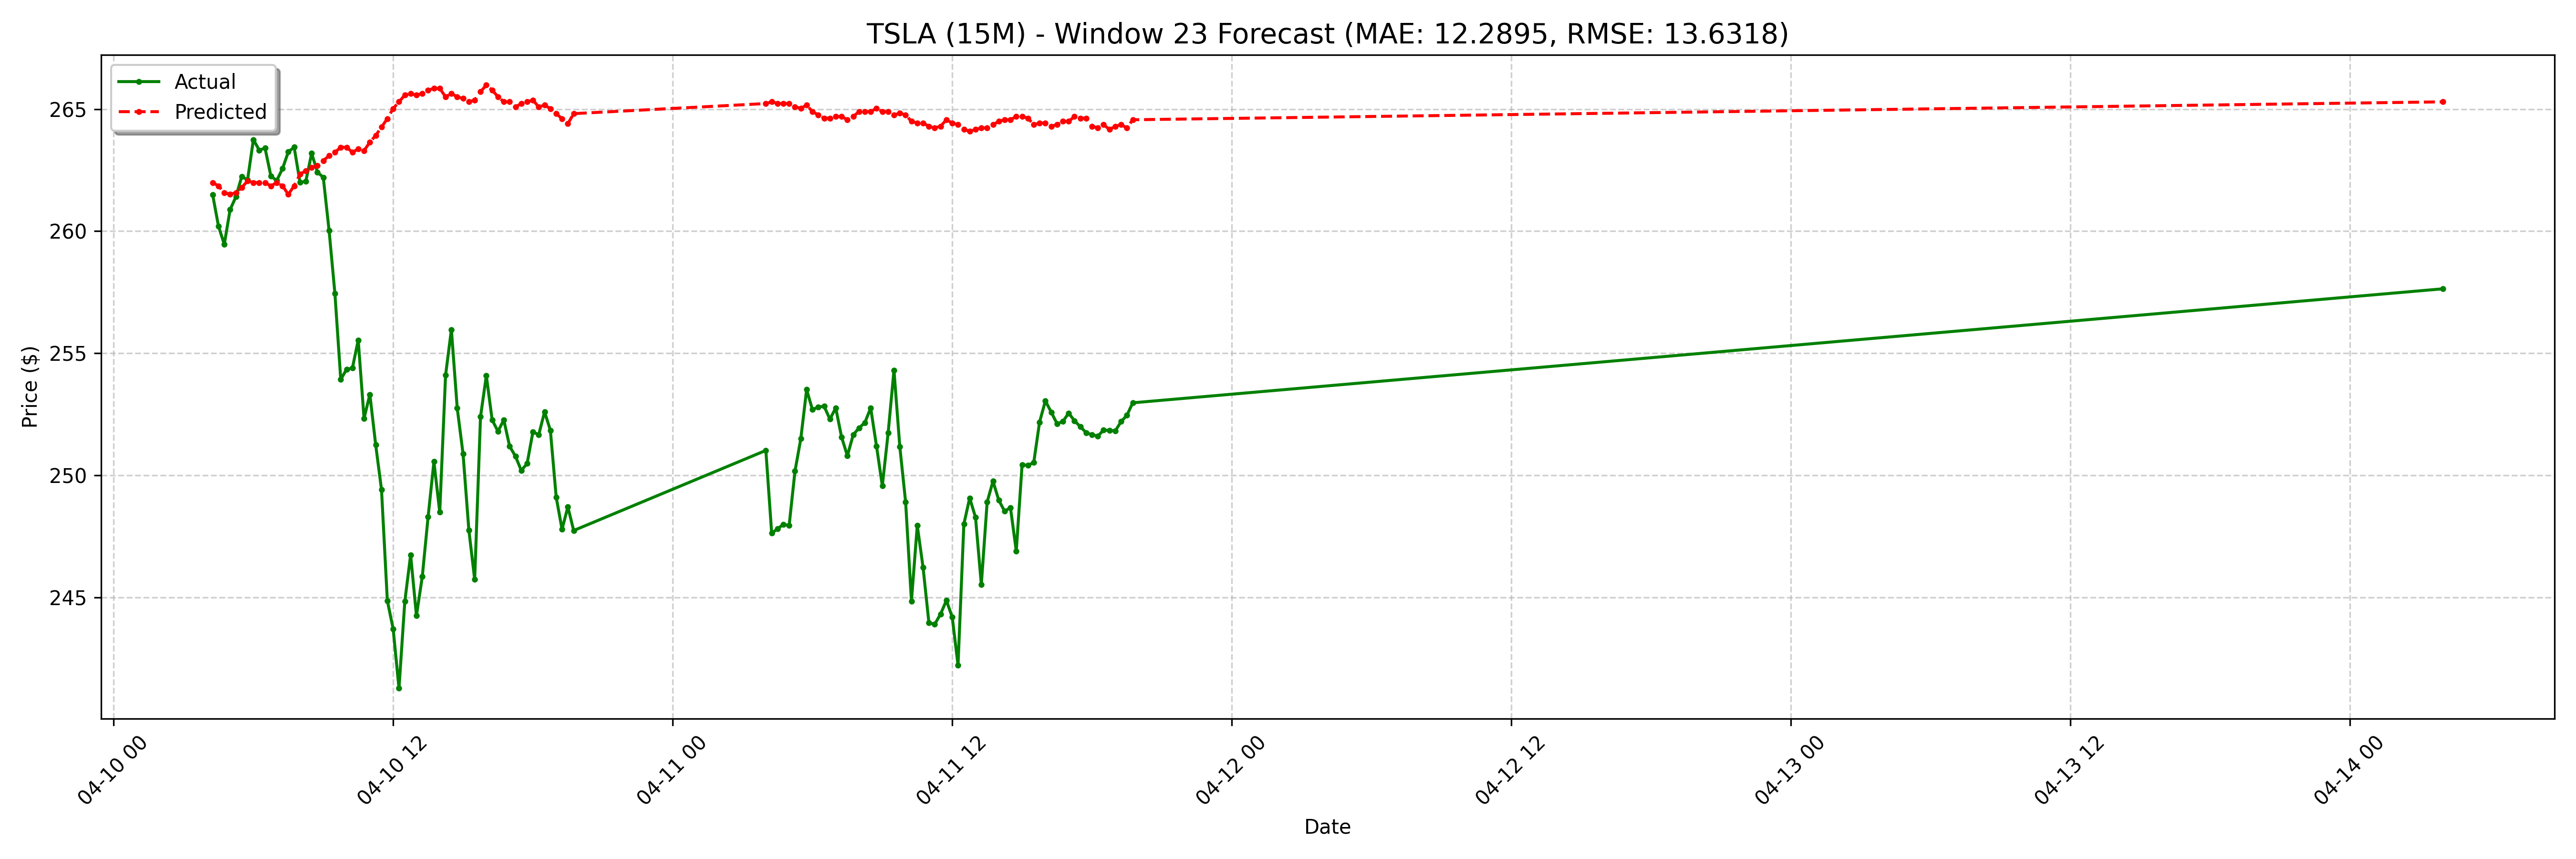 TSLA (15M) - Window 23 Forecast (MAE: 12.2895, RMSE: 13.6318)
Actual
Predicted
Price ($)
265
260
255
250
245
04-10 00
04-10 12
04-11 00
04-11 12
04-12 00
04-12 12
04-13 00
04-13 12
04-14 00
Date